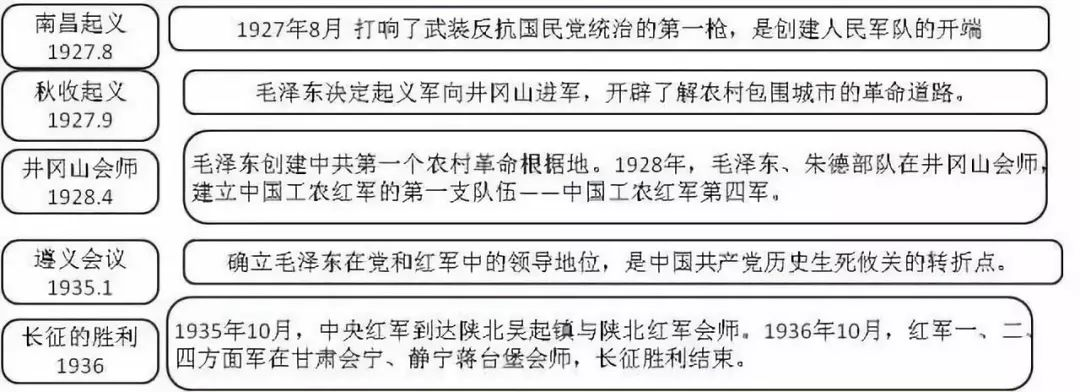 南昌起义
1927.8
1927年8月 打响了武装反抗国民党统治的第一枪，是创建人民军队的开端
秋收起义
1927.9
毛泽东决定起义军向井冈山进军，开辟了解农村包围城市的革命道路。
井冈山会师
1928.4
毛泽东创建中共第一个农村革命根据地。1928年，毛泽东、朱德部队在井冈山会师，
建立中国工农红军的第一支队伍——中国工农红军第四军。
遵义会议
1935.1
确立毛泽东在党和红军中的领导地位，是中国共产党历史生死攸关的转折点。
长征的胜利
1936
1935年10月，中央红军到达陕北吴起镇与陕北红军会师。1936年10月，红军一、二、
四方面军在甘肃会宁、静宁蒋台堡会师，长征胜利结束。